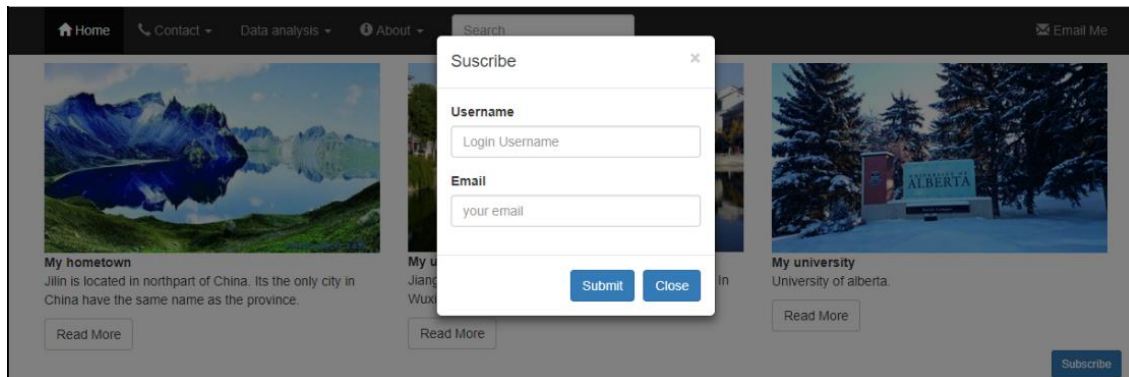 Home Contact Data analysis About Search Email Me
Suscribe ×
Username
Login Username
Email
your email
Submit Close
UNIVERSITY OF
ALBERTA
My hometown
Jilin is located in northpart of China. Its the only city in
China have the same name as the province.
Read More
My u
Jiang In
Wuxi
Read More
My university
University of alberta.
Read More
Subscribe